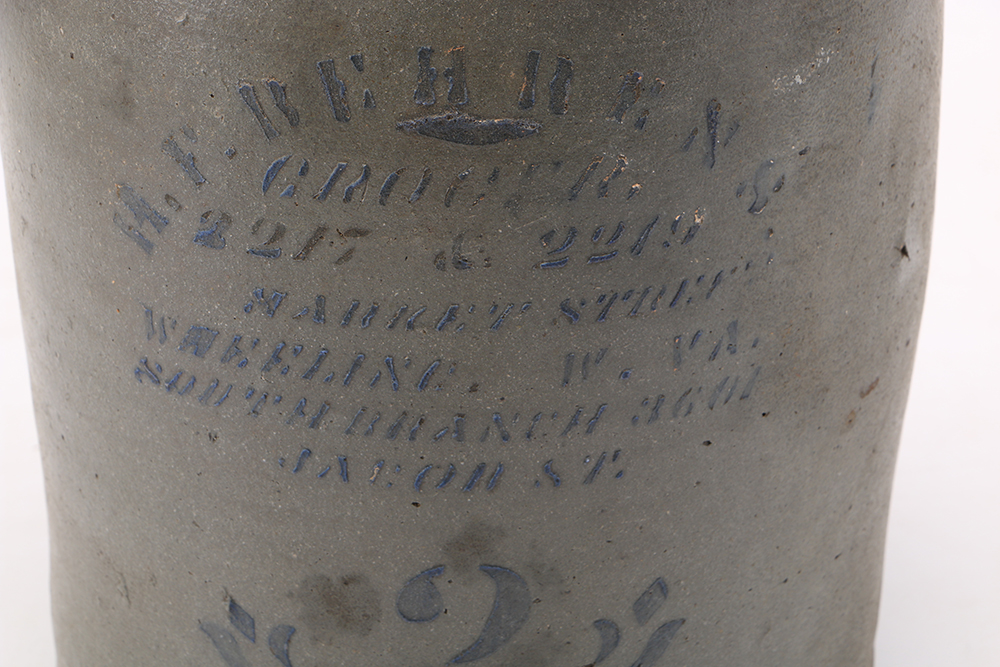 H.F. BEHRENS
GROCER,
2217 & 2219
MARKET STREET
WHEELING, W. VA.
SOUTH BRANCH 3601
JACOB ST.
2